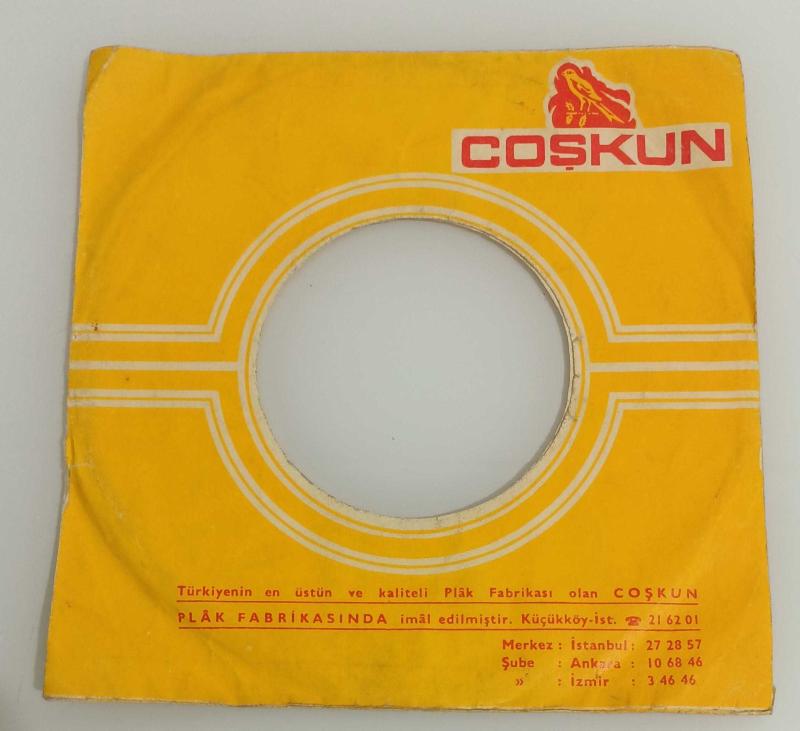 COŞKUN
Türkiyenin en üstün ve kaliteli Plâk Fabrikası olan COŞKUN
PLÂK FABRİKASINDA imâl edilmiştir. Küçükköy-İst. ☎ 21 62 01
Merkez : İstanbul : 27 28 57
Şube : Ankara : 10 68 46
» : İzmir : 3 46 46